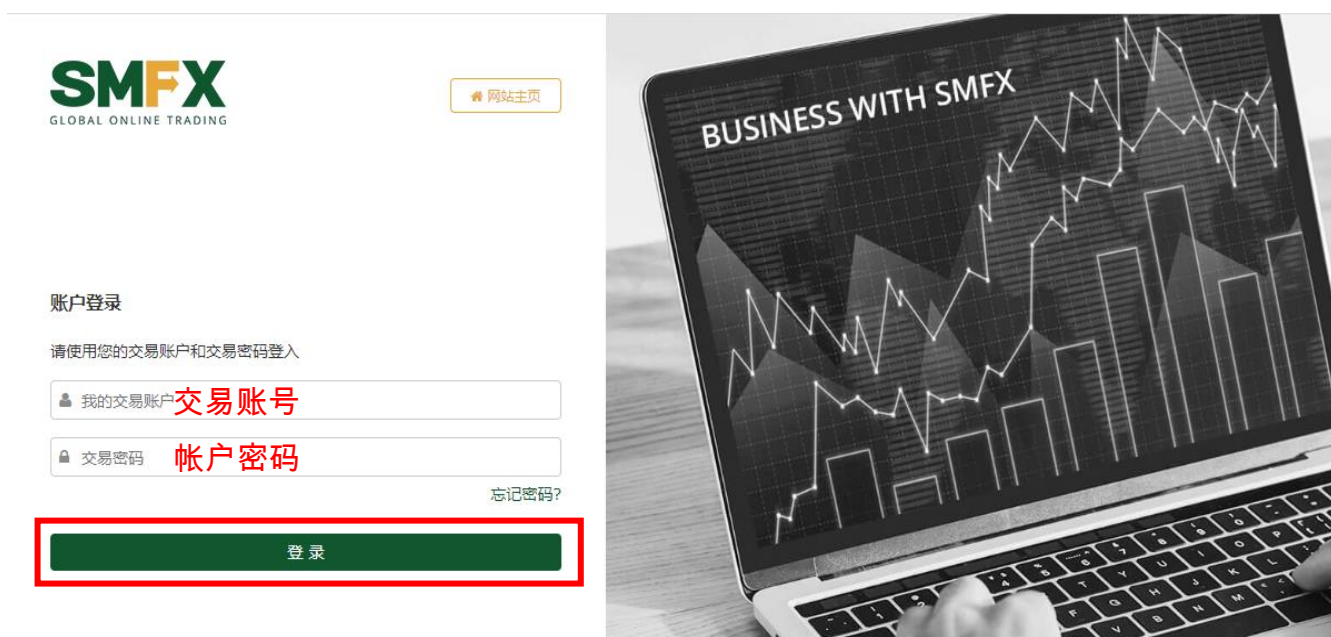 SMFX
GLOBAL ONLINE TRADING
网站主页
账户登录
请使用您的交易账户和交易密码登入
我的交易账户
交易账号
交易密码
帐户密码
忘记密码?
登 录
BUSINESS WITH SMFX